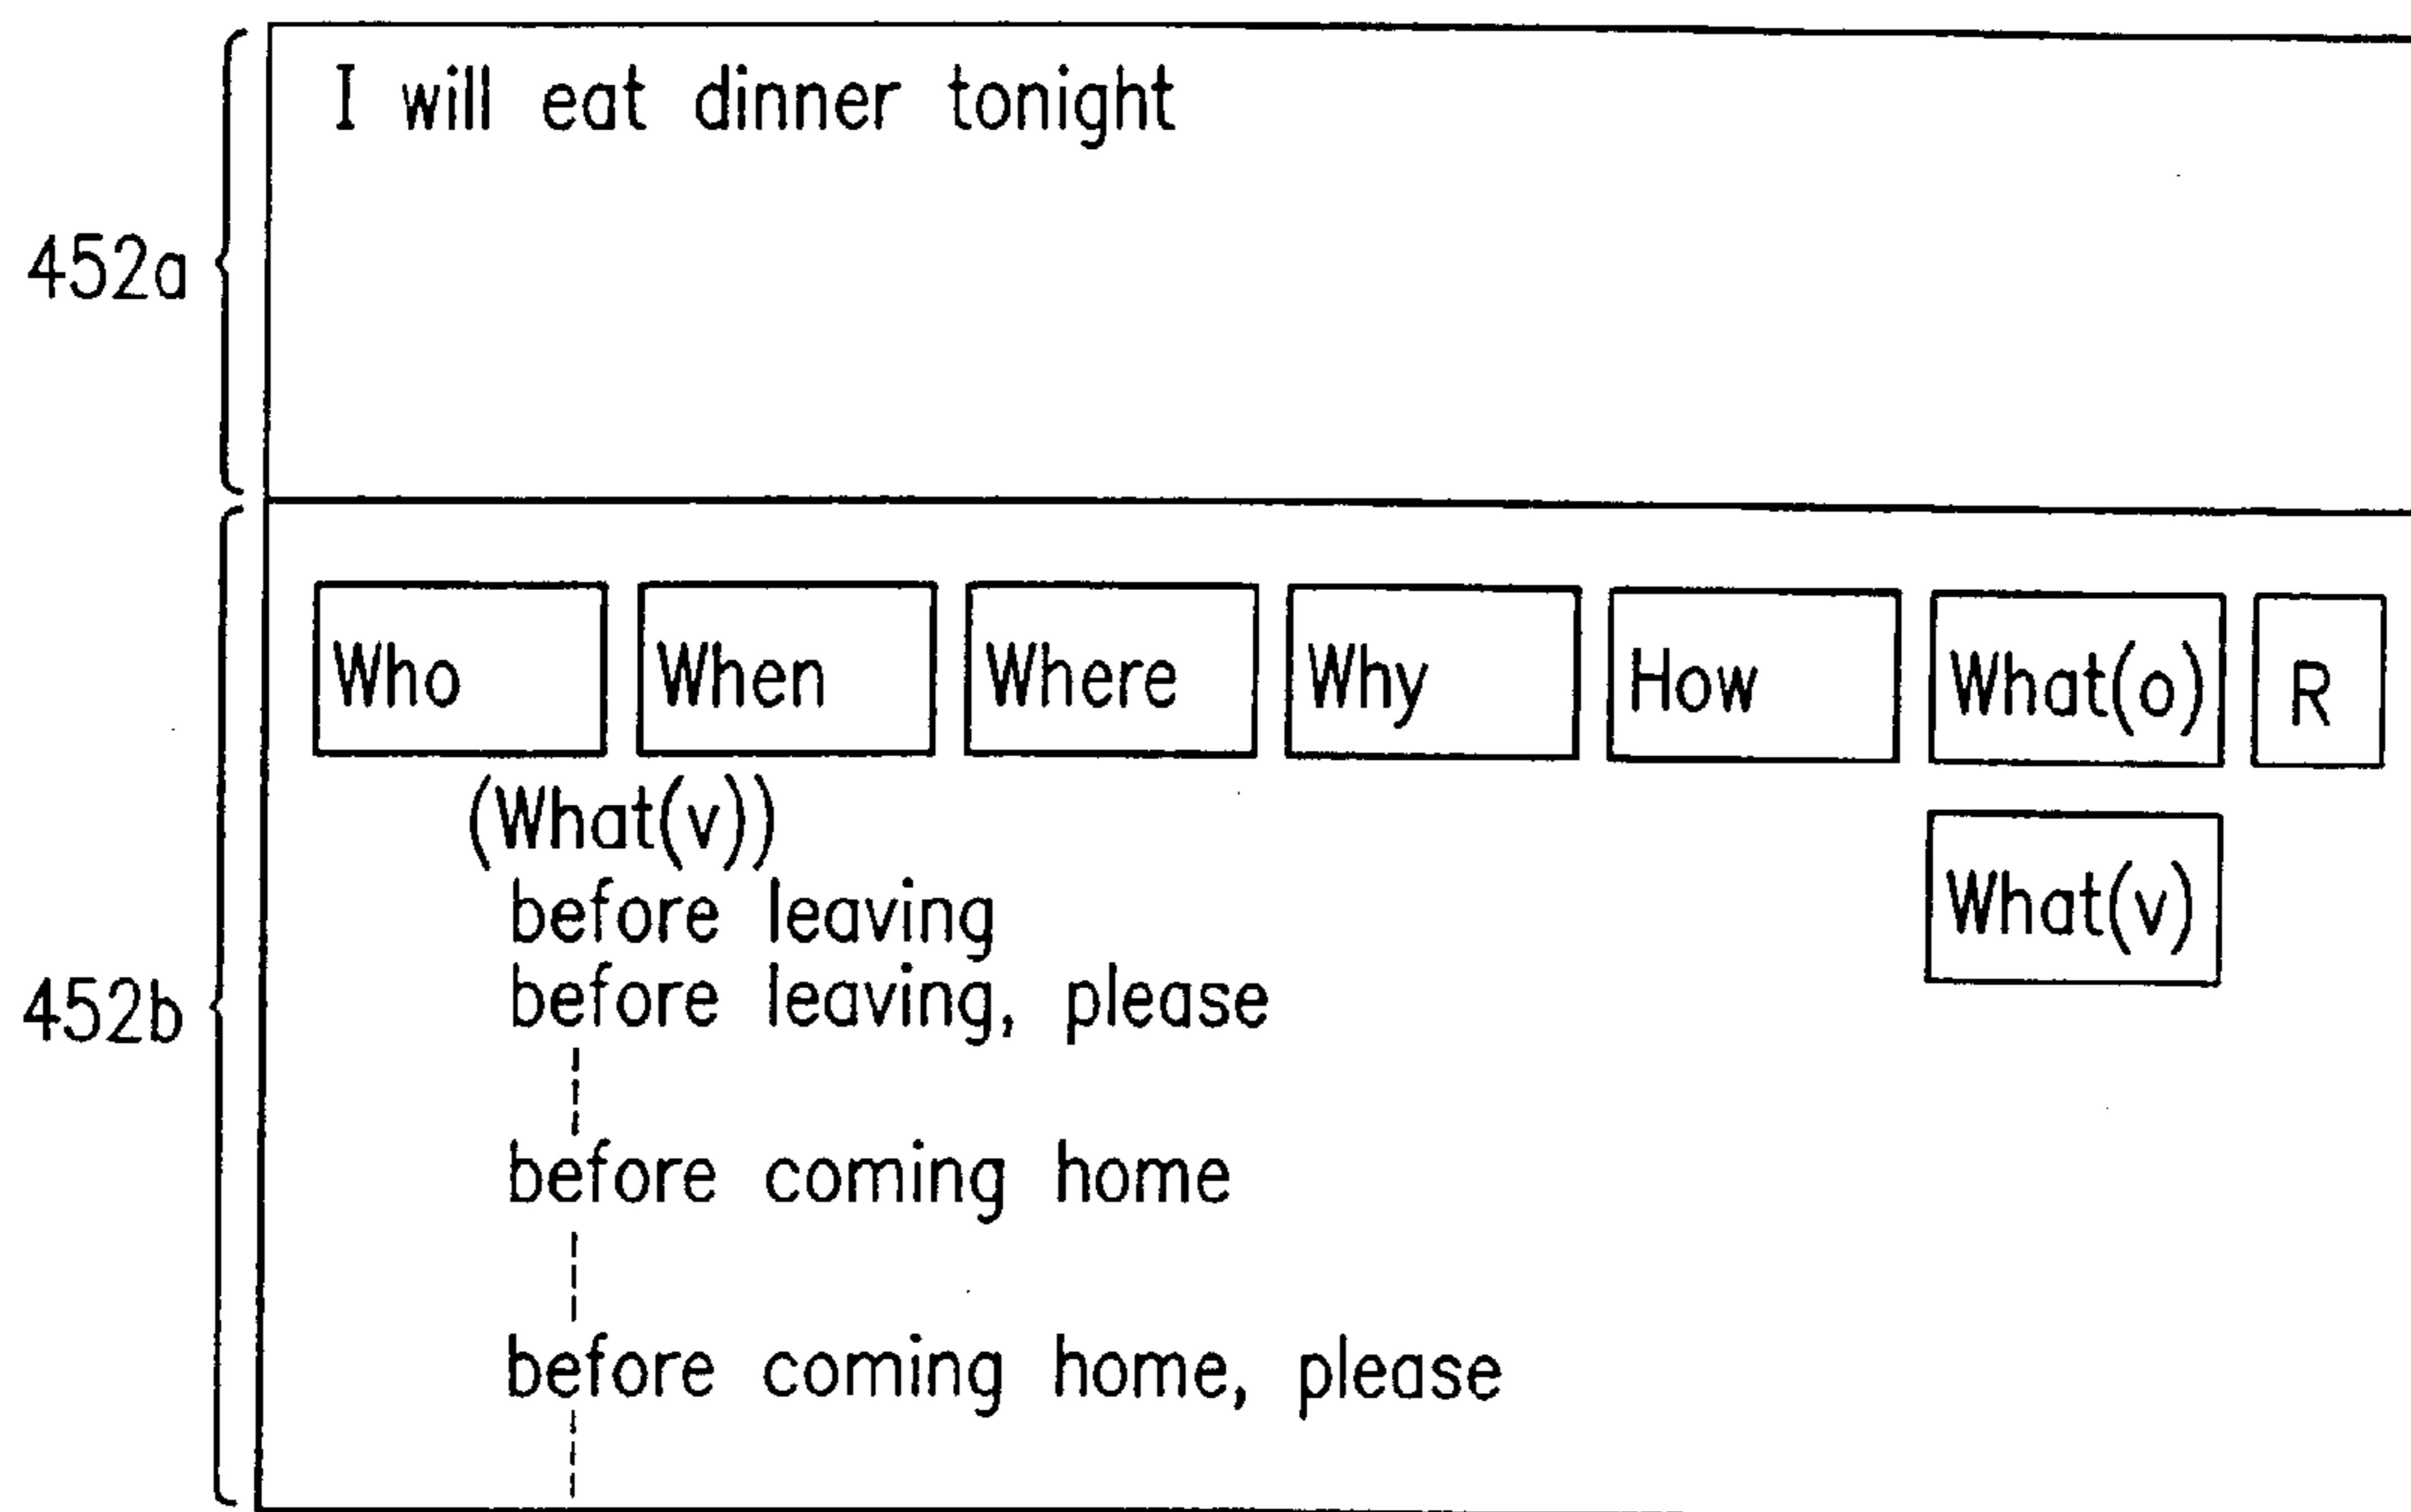 I will eat dinner tonight
452a
Who When Where Why How What(o) R
(What(v))
What(v)
before leaving
before leaving, please
452b
before coming home
before coming home, please